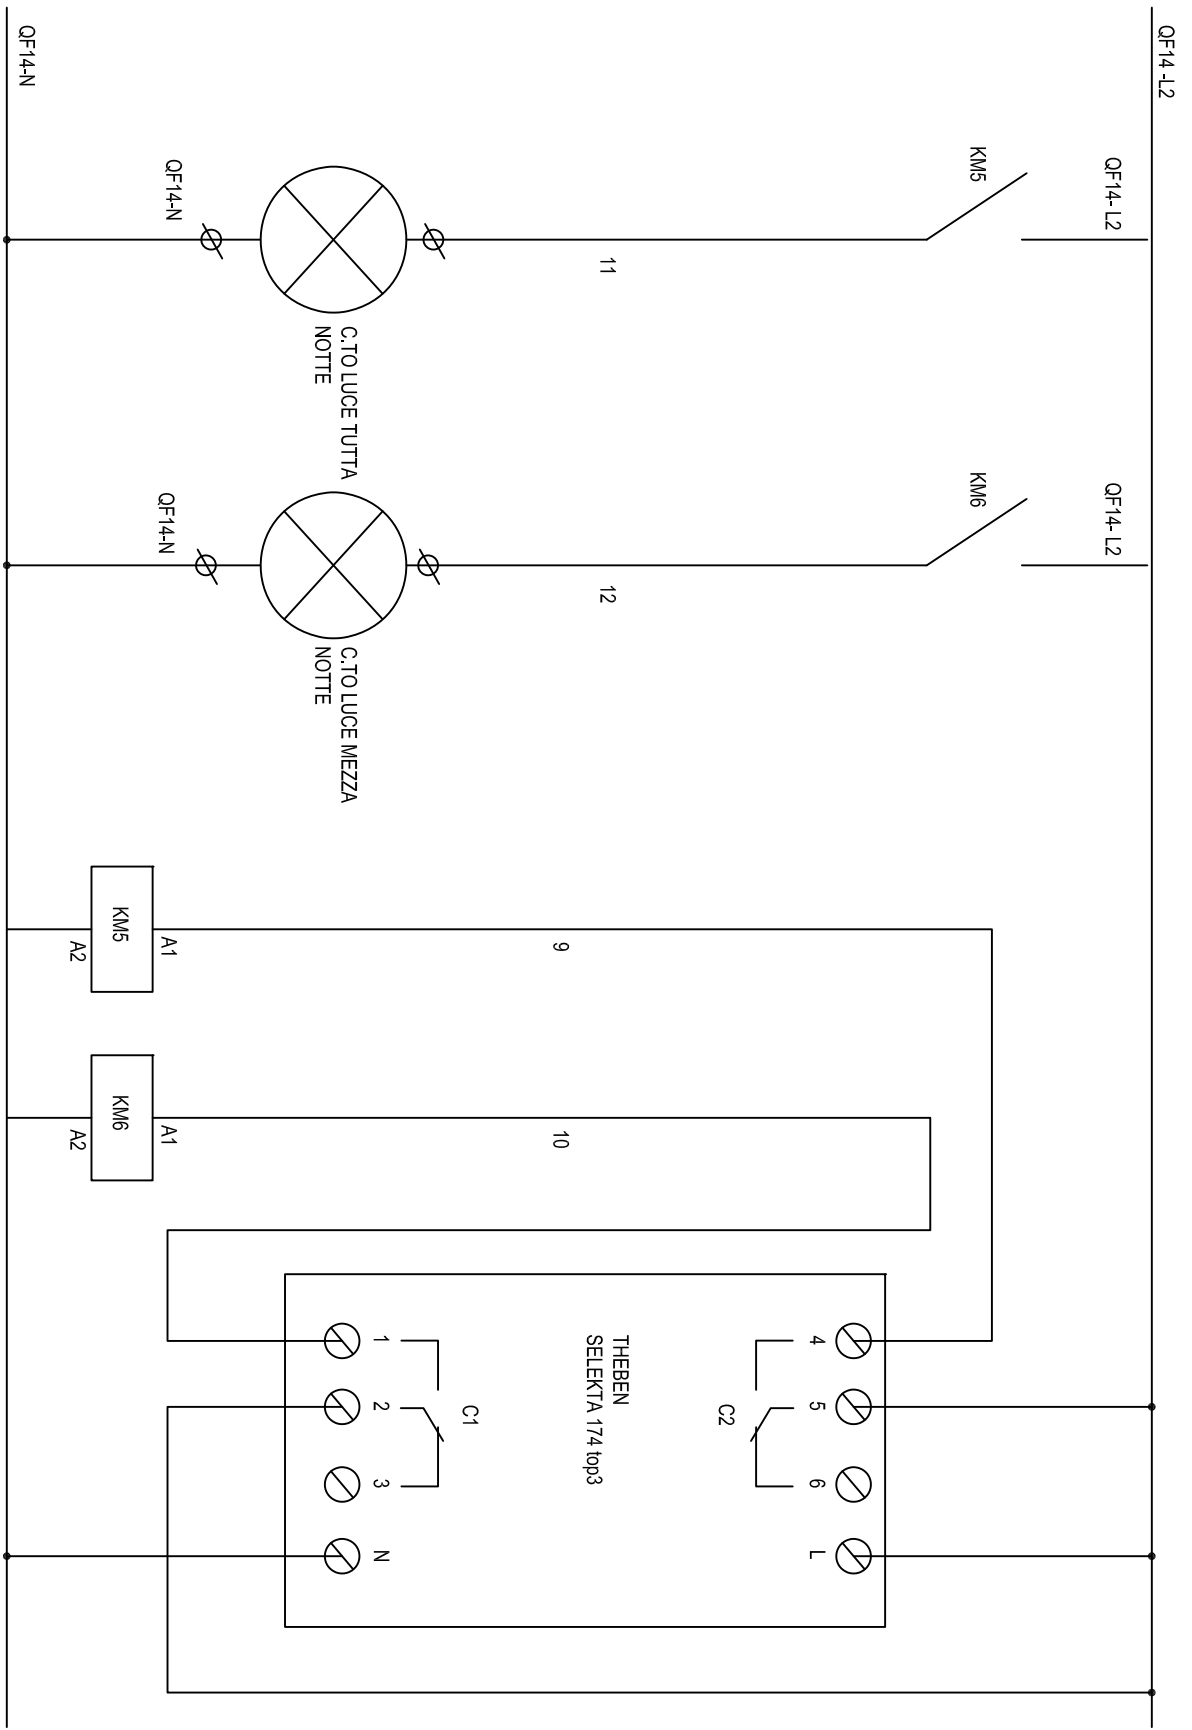 QF14 -L2
QF14- L2
QF14- L2
KM5
KM6
11
12
C.TO LUCE TUTTA
NOTTE
C.TO LUCE MEZZA
NOTTE
QF14-N
QF14-N
9
10
A1
KM5
A2
A1
KM6
A2
4
5
6
L
C2
THEBEN
SELEKTA 174 top3
C1
1
2
3
N
QF14-N